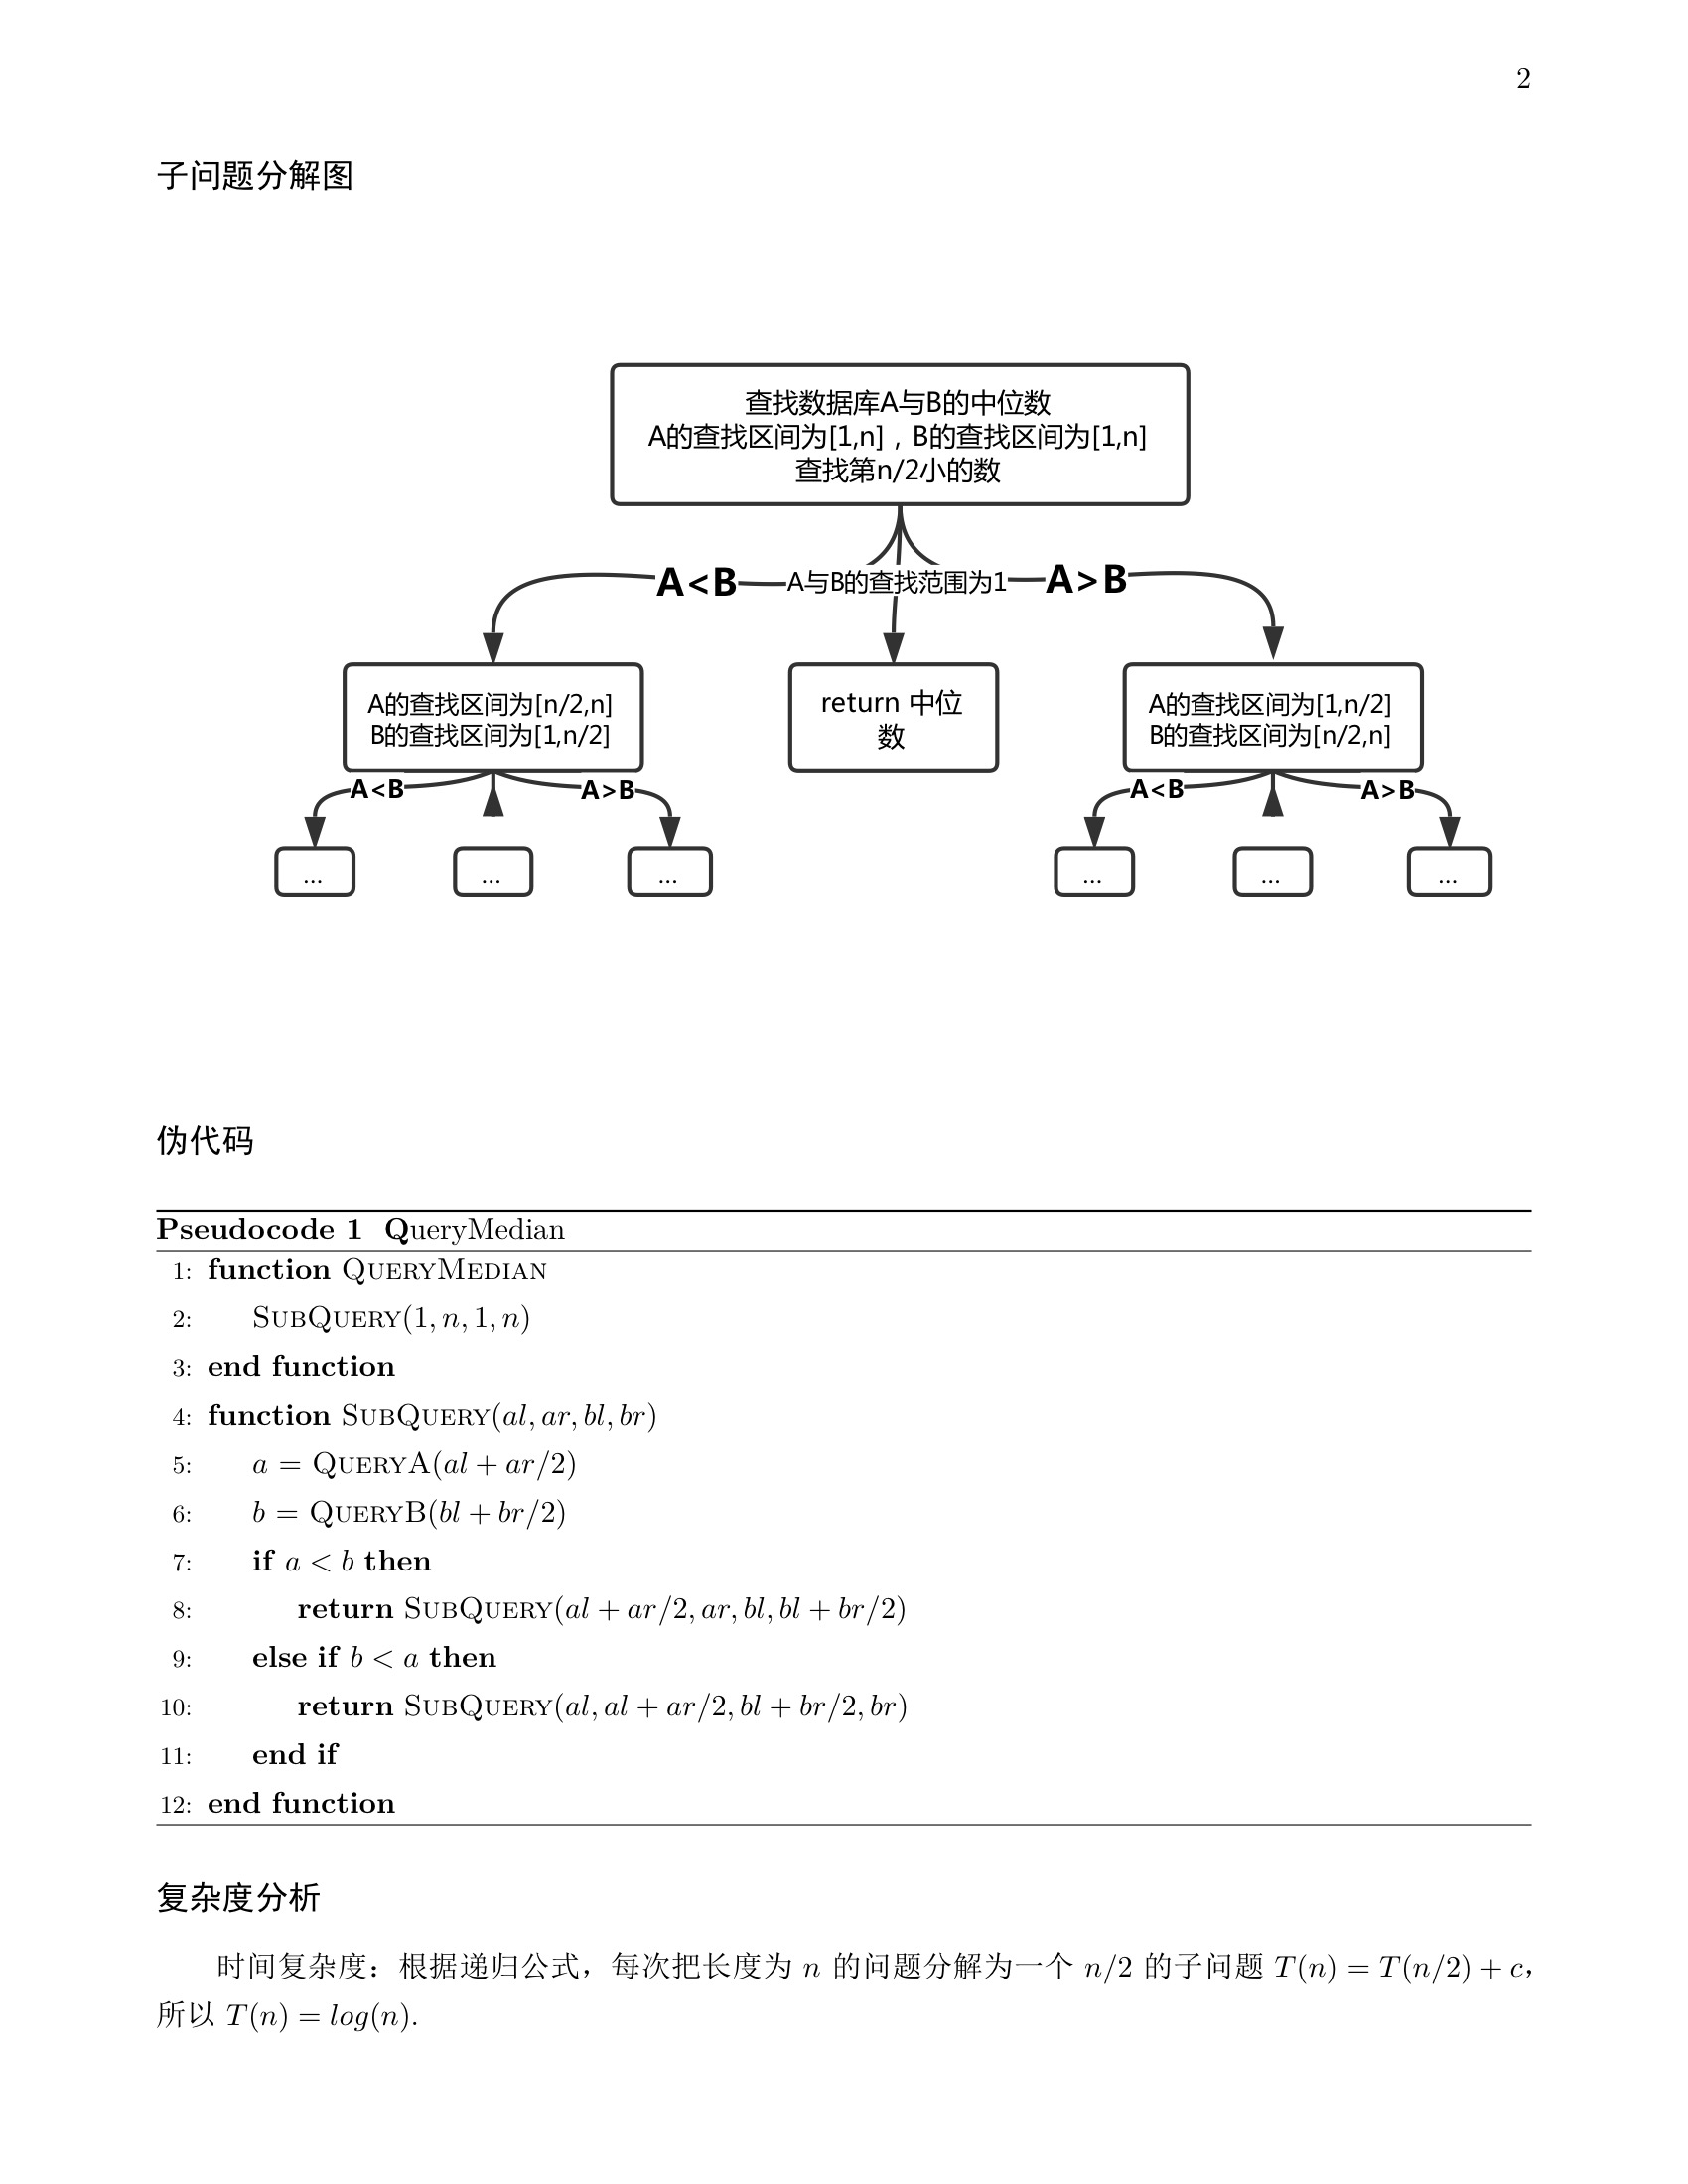 2
子问题分解图
查找数据库A与B的中位数
A的查找区间为[1,n]，B的查找区间为[1,n]
查找第n/2小的数
A<B
A与B的查找范围为1
A>B
A的查找区间为[n/2,n]
B的查找区间为[1,n/2]
return 中位
数
A的查找区间为[1,n/2]
B的查找区间为[n/2,n]
A<B
A>B
A<B
A>B
...
...
...
...
...
...
伪代码
Pseudocode 1 QueryMedian
1: function QUERYMEDIAN
2: SUBQUERY(1, n, 1, n)
3: end function
4: function SUBQUERY(al, ar, bl, br)
5: a = QUERYA(al + ar/2)
6: b = QUERYB(bl + br/2)
7: if a < b then
8: return SUBQUERY(al + ar/2, ar, bl, bl + br/2)
9: else if b < a then
10: return SUBQUERY(al, al + ar/2, bl + br/2, br)
11: end if
12: end function
复杂度分析
时间复杂度：根据递归公式，每次把长度为 n 的问题分解为一个 n/2 的子问题 T(n) = T(n/2) + c，
所以 T(n) = log(n).